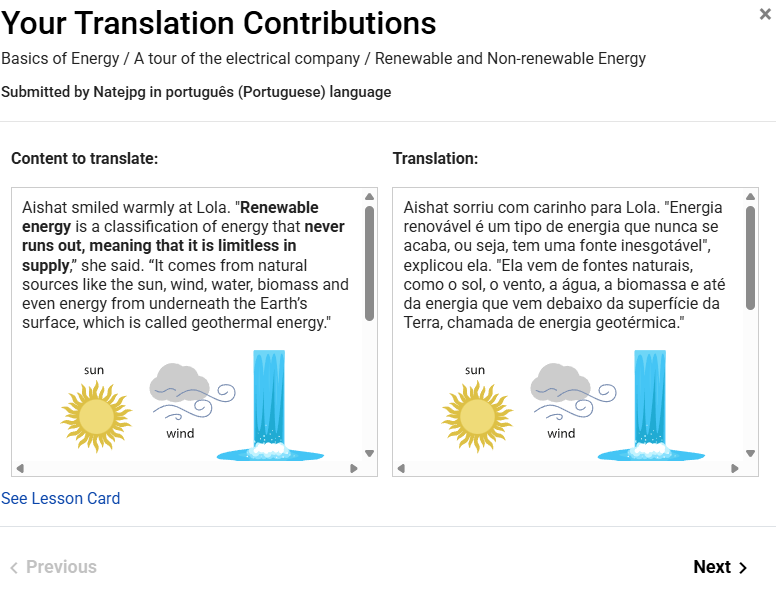 Your Translation Contributions
×
Basics of Energy / A tour of the electrical company / Renewable and Non-renewable Energy
Submitted by Natejpg in português (Portuguese) language
Content to translate:
Aishat smiled warmly at Lola. "Renewable
energy is a classification of energy that never
runs out, meaning that it is limitless in
supply,” she said. “It comes from natural
sources like the sun, wind, water, biomass and
even energy from underneath the Earth’s
surface, which is called geothermal energy."
sun
wind
Translation:
Aishat sorriu com carinho para Lola. "Energia
renovável é um tipo de energia que nunca se
acaba, ou seja, tem uma fonte inesgotável",
explicou ela. "Ela vem de fontes naturais,
como o sol, o vento, a água, a biomassa e até
da energia que vem debaixo da superfície da
Terra, chamada de energia geotérmica."
sun
wind
See Lesson Card
Previous
Next